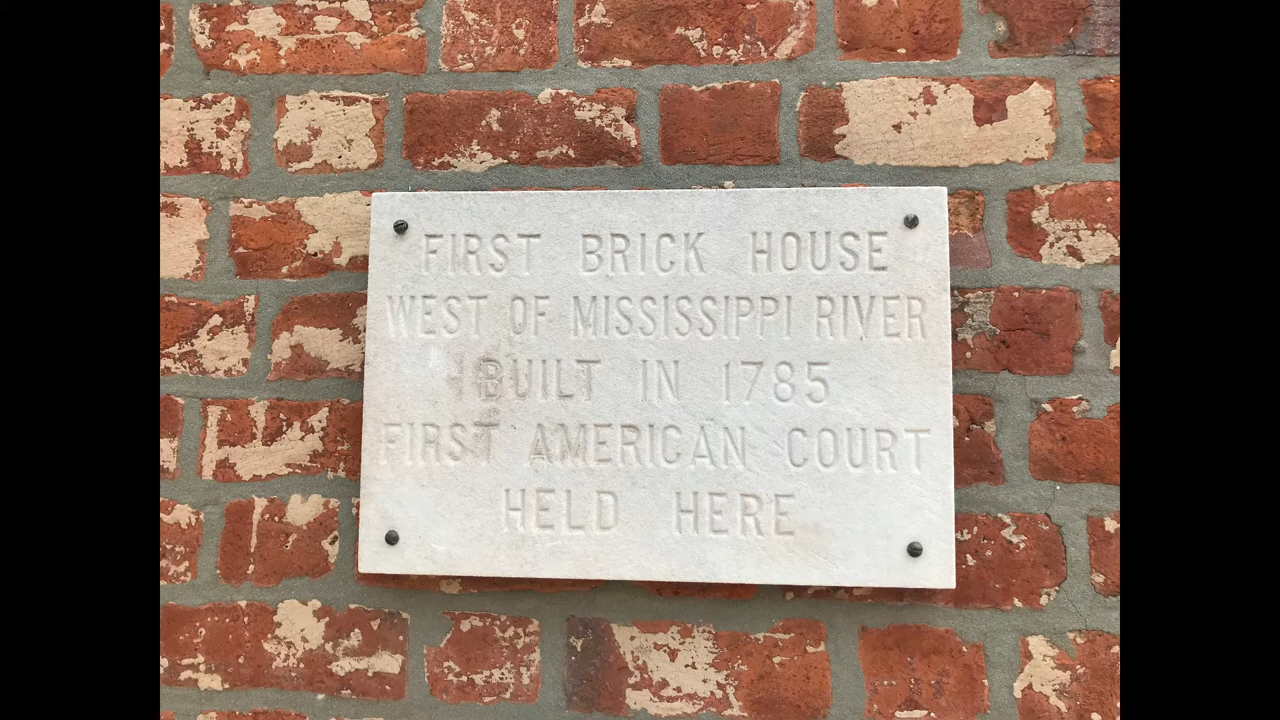 FIRST BRICK HOUSE
WEST OF MISSISSIPPI RIVER
BUILT IN 1785
FIRST AMERICAN COURT
HELD HERE